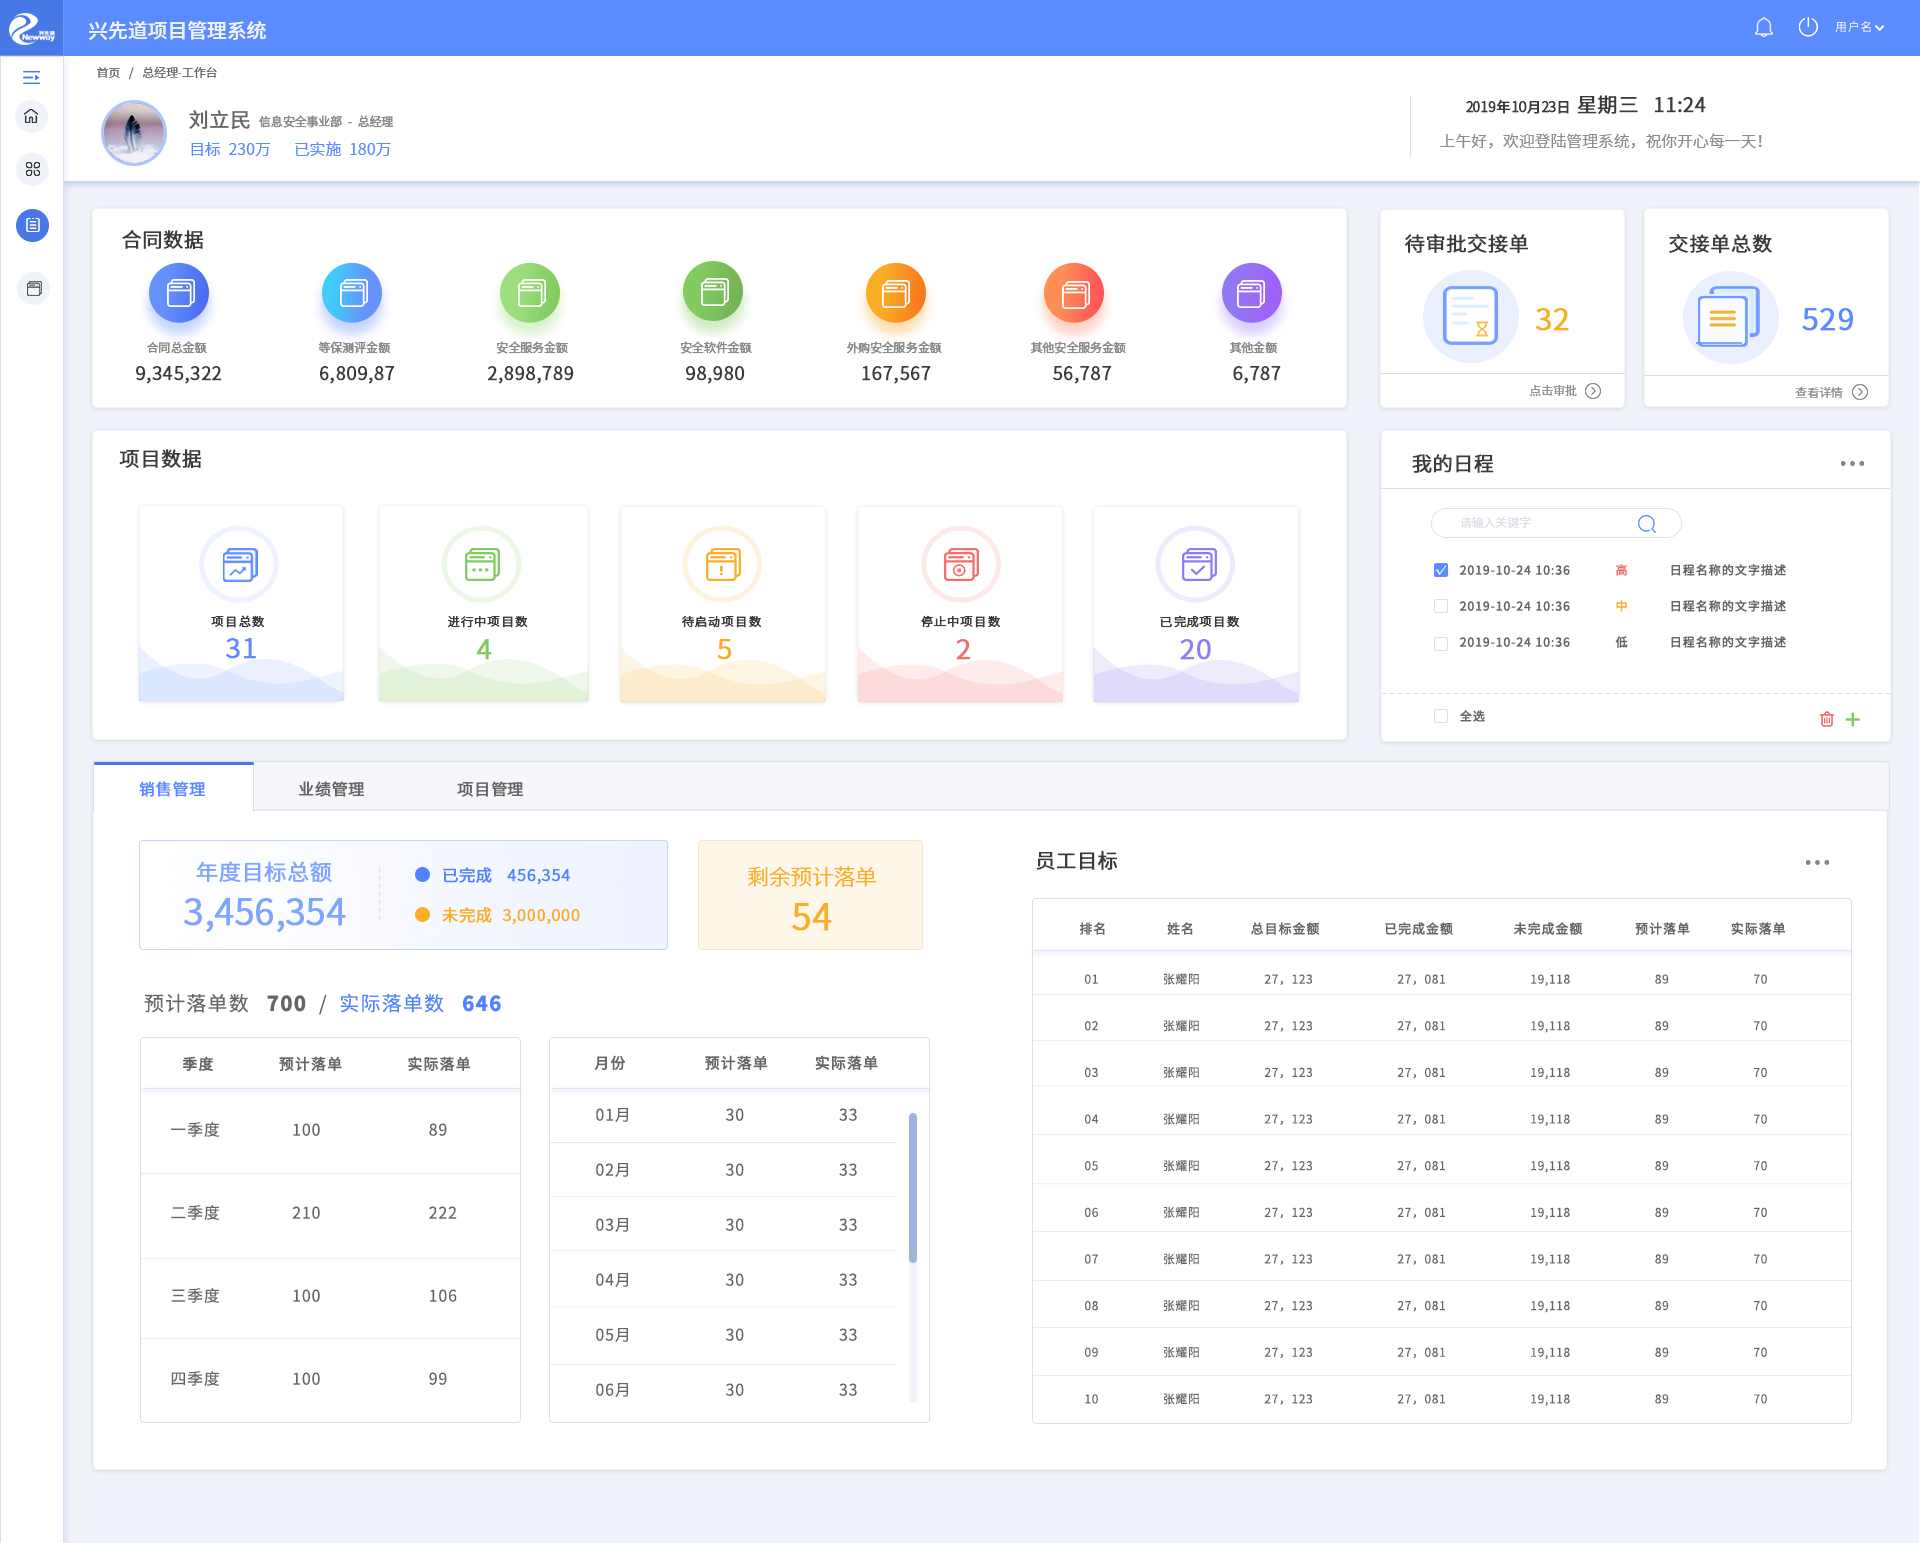 Newway 兴先道
兴先道项目管理系统
用户名
首页 / 总经理-工作台
刘立民 信息安全事业部 - 总经理
目标 230万 已实施 180万
2019年10月23日 星期三 11:24
上午好，欢迎登陆管理系统，祝你开心每一天！
合同数据
合同总金额 等保测评金额 安全服务金额 安全软件金额 外购安全服务金额 其他安全服务金额 其他金额
9,345,322 6,809,87 2,898,789 98,980 167,567 56,787 6,787
待审批交接单
32
点击审批
交接单总数
529
查看详情
项目数据
项目总数 进行中项目数 待启动项目数 停止中项目数 已完成项目数
31 4 5 2 20
我的日程
请输入关键字
2019-10-24 10:36 高 日程名称的文字描述
2019-10-24 10:36 中 日程名称的文字描述
2019-10-24 10:36 低 日程名称的文字描述
全选
销售管理 业绩管理 项目管理
年度目标总额
3,456,354
已完成 456,354
未完成 3,000,000
剩余预计落单
54
预计落单数 700 / 实际落单数 646
季度 预计落单 实际落单
一季度 100 89
二季度 210 222
三季度 100 106
四季度 100 99
月份 预计落单 实际落单
01月 30 33
02月 30 33
03月 30 33
04月 30 33
05月 30 33
06月 30 33
员工目标
排名 姓名 总目标金额 已完成金额 未完成金额 预计落单 实际落单
01 张耀阳 27，123 27，081 19,118 89 70
02 张耀阳 27，123 27，081 19,118 89 70
03 张耀阳 27，123 27，081 19,118 89 70
04 张耀阳 27，123 27，081 19,118 89 70
05 张耀阳 27，123 27，081 19,118 89 70
06 张耀阳 27，123 27，081 19,118 89 70
07 张耀阳 27，123 27，081 19,118 89 70
08 张耀阳 27，123 27，081 19,118 89 70
09 张耀阳 27，123 27，081 19,118 89 70
10 张耀阳 27，123 27，081 19,118 89 70